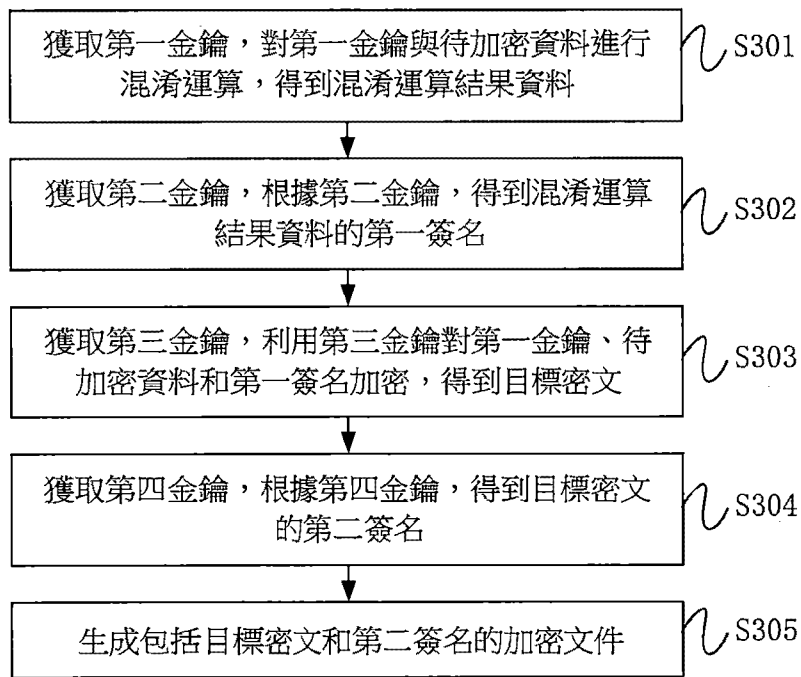 獲取第一金鑰，對第一金鑰與待加密資料進行
混淆運算，得到混淆運算結果資料
S301
獲取第二金鑰，根據第二金鑰，得到混淆運算
結果資料的第一簽名
S302
獲取第三金鑰，利用第三金鑰對第一金鑰、待
加密資料和第一簽名加密，得到目標密文
S303
獲取第四金鑰，根據第四金鑰，得到目標密文
的第二簽名
S304
生成包括目標密文和第二簽名的加密文件
S305